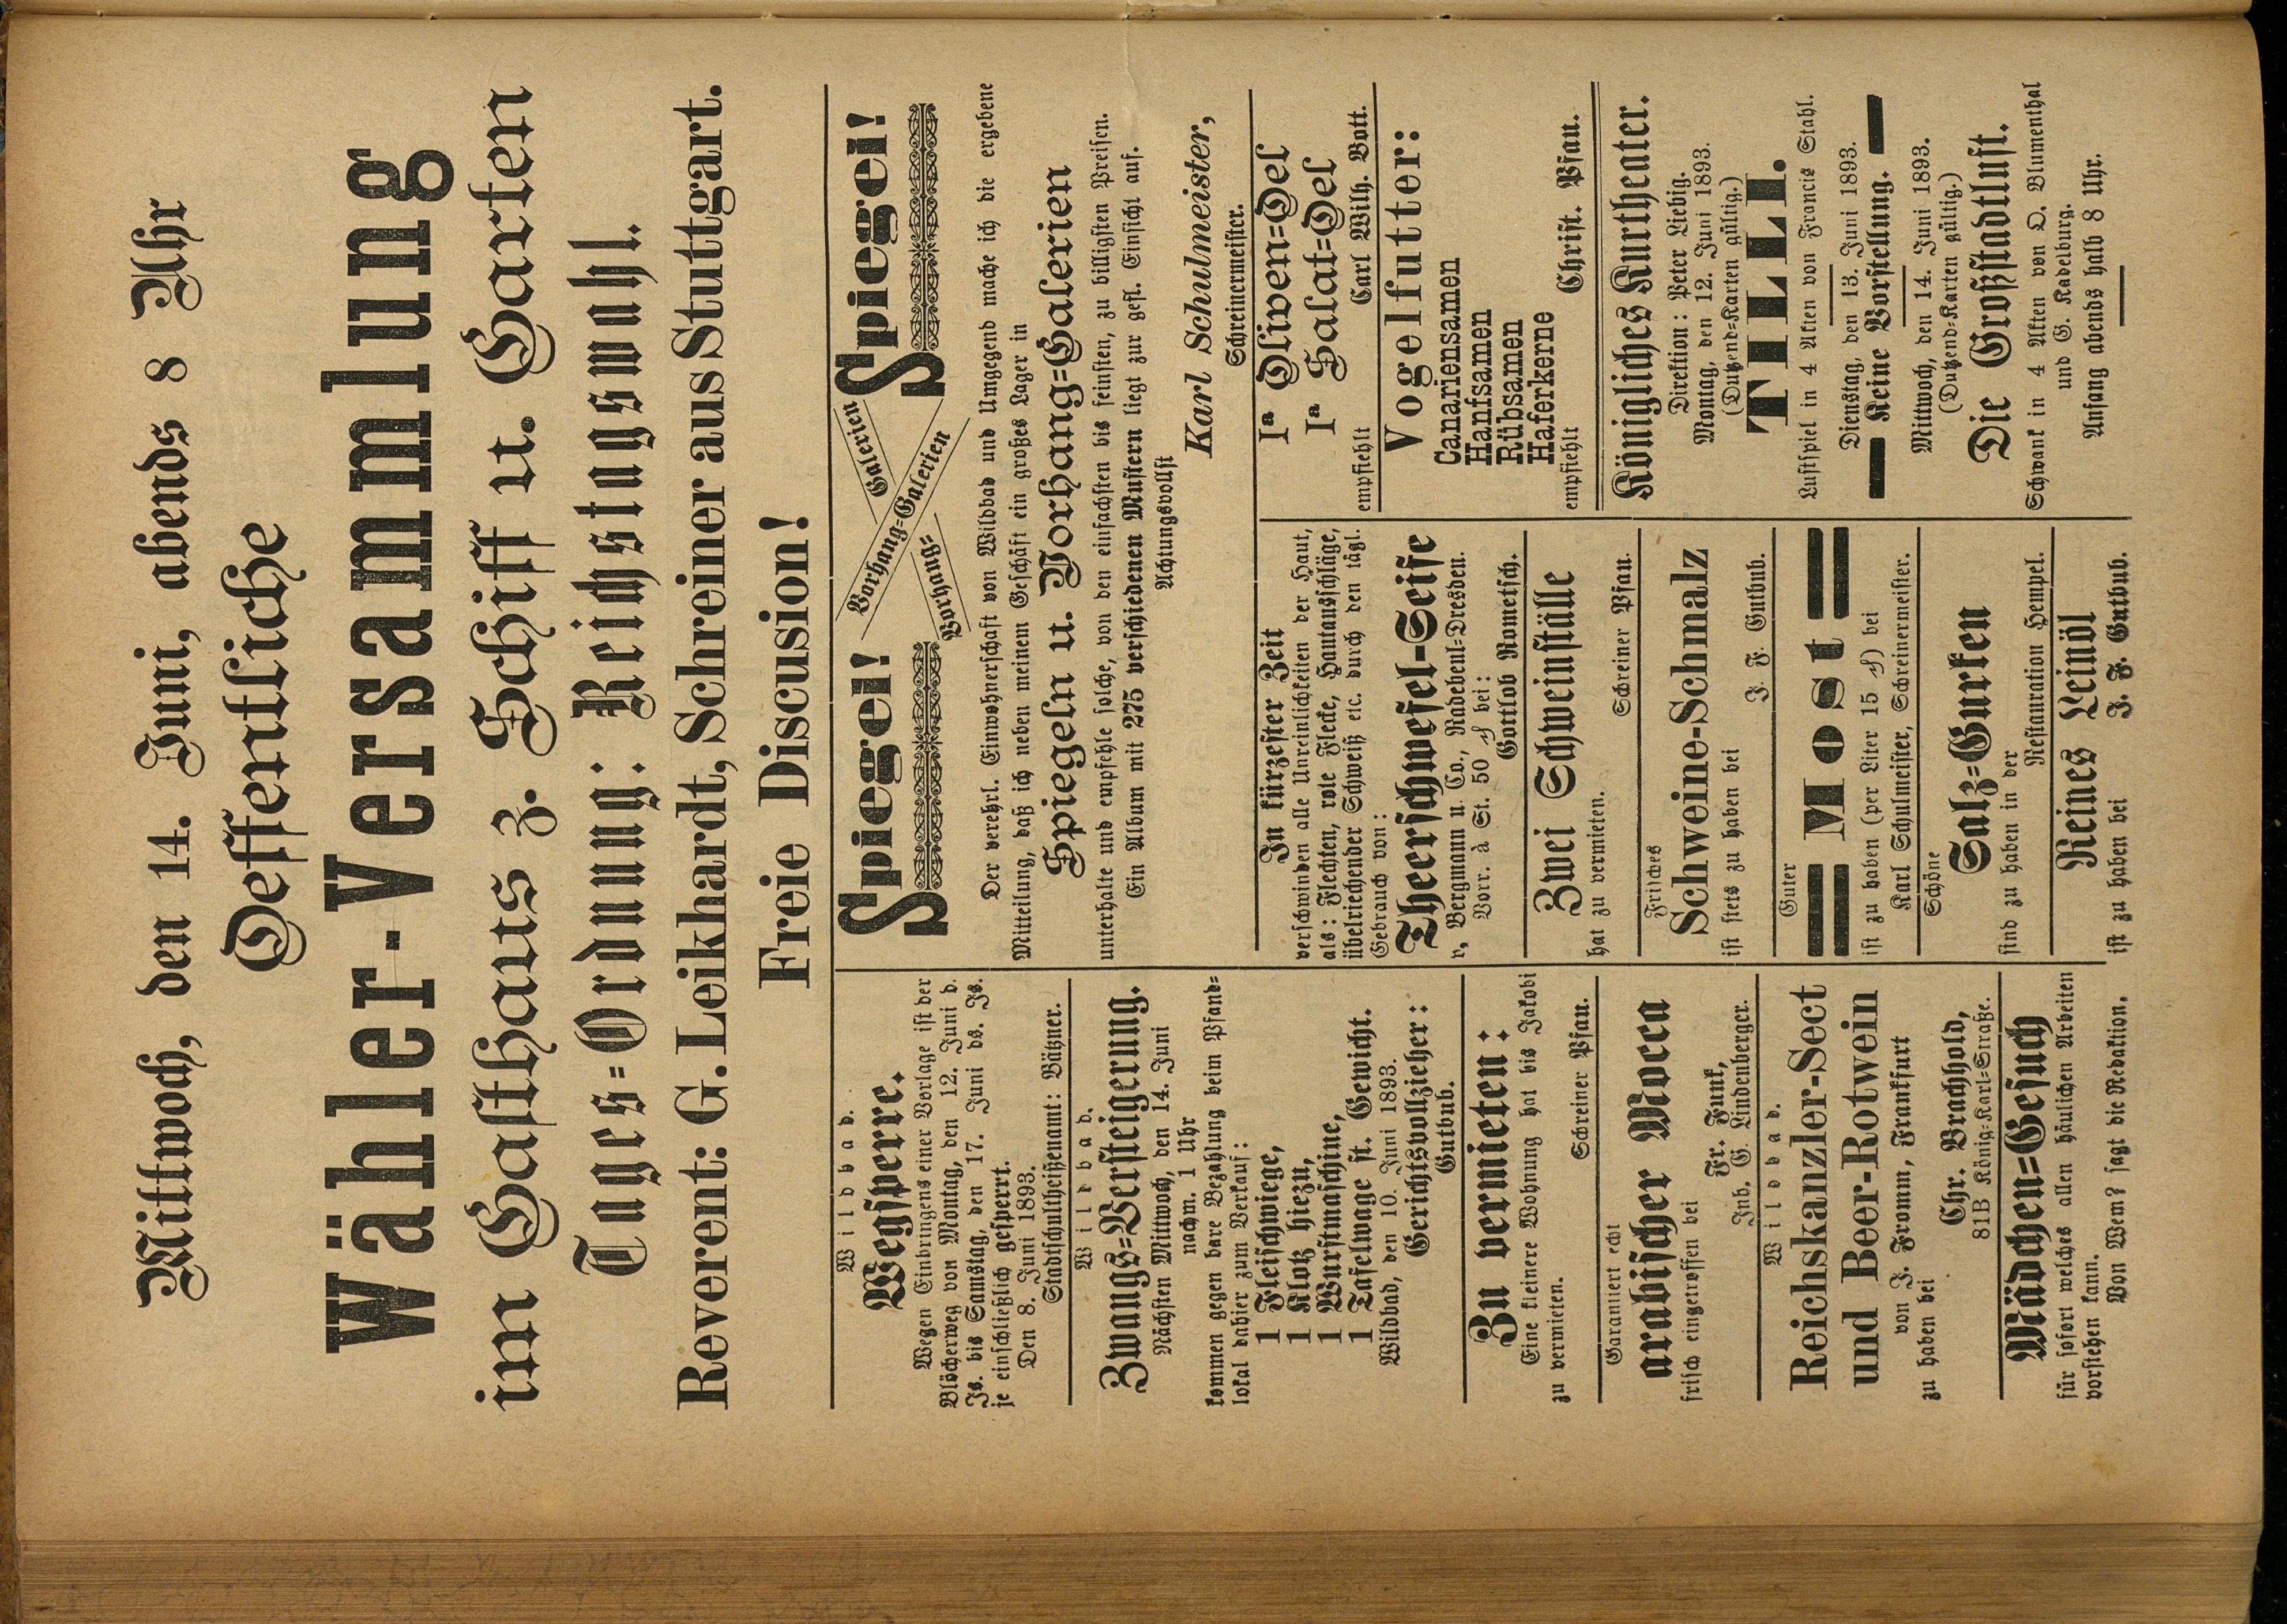 Mittwoch, den 14. Juni, abends 8 Uhr
Oeffentliche
Wähler-Versammlung
im Gasthaus z. Schiff u. Garten
Tages=Ordnung: Reichstagswahl.
Reverent: G. Leikhardt, Schreiner aus Stuttgart.
Freie Discusion!
Wildbad.
Wegsperre.
Wegen Einbringens einer Vorlage ist der
Blöcherweg von Montag, den 12. Juni d.
Js. bis Samstag, den 17. Juni ds. Js.
je einschließlich gesperrt.
Den 8. Juni 1893.
Stadtschultheißenamt: Bätzner.
Wildbad.
Zwangs=Versteigerung.
Nächsten Mittwoch, den 14. Juni
nachm. 1 Uhr
kommen gegen bare Bezahlung beim Pfand=
lokal dahier zum Verkauf:
1 Fleischwiege,
1 Klotz hiezu,
1 Wurstmaschine,
1 Tafelwage st. Gewicht.
Wildbad, den 10. Juni 1893.
Gerichtsvollzieher:
Gutbub.
Zu vermieten:
Eine kleinere Wohnung hat bis Jakobi
zu vermieten.
Schreiner Pfau.
Garantiert echt
arabischer Mocca
frisch eingetroffen bei
Fr. Funk,
Inh. G. Lindenberger.
Wildbad.
Reichskanzler-Sect
und Beer-Rotwein
von J. Fromm, Frankfurt
zu haben bei
Chr. Brachhold,
81B König=Karl=Straße.
Mädchen=Gesuch
für sofort welches allen häulichen Arbeiten
vorstehen kann.
Von Wem? sagt die Redaktion.
Spiegel!
Vorhang=
Vorhang=Galerien
Galerien
Spiegel!
Der verehrl. Einwohnerschaft von Wildbad und Umgegend mache ich die ergebene
Mitteilung, daß ich neben meinem Geschäft ein großes Lager in
Spiegeln u. Vorhang=Galerien
unterhalte und empfehle solche, von den einfachsten bis feinsten, zu billigsten Preisen.
Ein Album mit 275 verschiedenen Mustern liegt zur gefl. Einsicht auf.
Achtungsvollst
Karl Schulmeister,
Schreinermeister.
In kürzester Zeit
verschwinden alle Unreinlichkeiten der Haut,
als: Flechten, rote Flecke, Hautausschläge,
übelriechender Schweiß etc. durch den tägl.
Gebrauch von:
Theerschwefel-Seife
v. Bergmann u. Co., Radebeul=Dresden.
Vorr. à St. 50 ₰ bei:
Gottlob Rometsch.
Zwei Schweinställe
hat zu vermieten.
Schreiner Pfau.
Frisches
Schweine-Schmalz
ist stets zu haben bei
J. F. Gutbub.
Guter
Most
ist zu haben (per Liter 15 ₰) bei
Karl Schulmeister, Schreinermeister.
Schöne
Salz=Gurken
sind zu haben in der
Restauration Hempel.
Reines Leinöl
ist zu haben bei
J. F. Gutbub.
Iª Oliven=Oel
Iª Salat=Oel
empfiehlt
Carl Wilh. Bott.
Vogelfutter:
Canariensamen
Hanfsamen
Rübsamen
Haferkerne
empfiehlt
Christ. Pfau.
Königliches Kurtheater.
Direktion: Peter Liebig.
Montag, den 12. Juni 1893.
(Dutzend=Karten gültig.)
TILLI.
Lustspiel in 4 Akten von Francis Stahl.
Dienstag, den 13. Juni 1893.
Keine Vorstellung.
Mittwoch, den 14. Juni 1893.
(Dutzend=Karten gültig.)
Die Großstadtluft.
Schwank in 4 Akten von O. Blumenthal
und G. Kadelburg.
Anfang abends halb 8 Uhr.